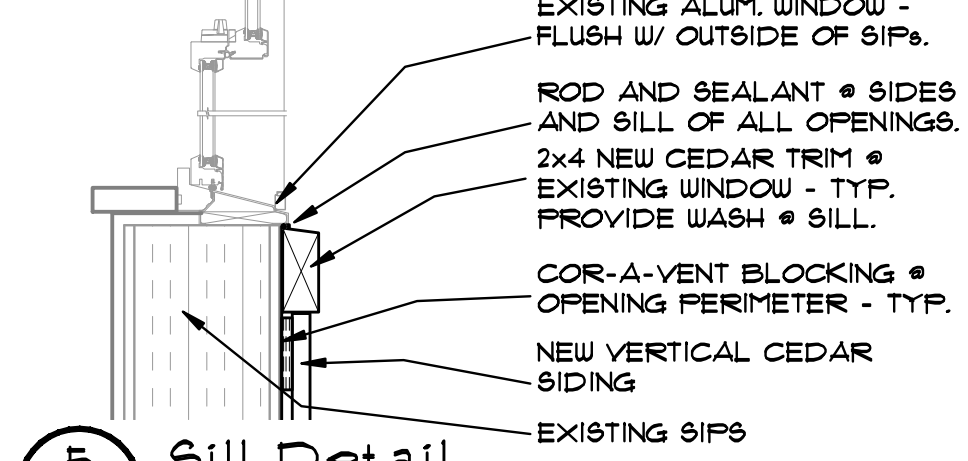 EXISTING ALUM. WINDOW -
FLUSH W/ OUTSIDE OF SIPs.
ROD AND SEALANT @ SIDES
AND SILL OF ALL OPENINGS.
2x4 NEW CEDAR TRIM @
EXISTING WINDOW - TYP.
PROVIDE WASH @ SILL.
COR-A-VENT BLOCKING @
OPENING PERIMETER - TYP.
NEW VERTICAL CEDAR
SIDING
EXISTING SIPS
5 Sill Detail